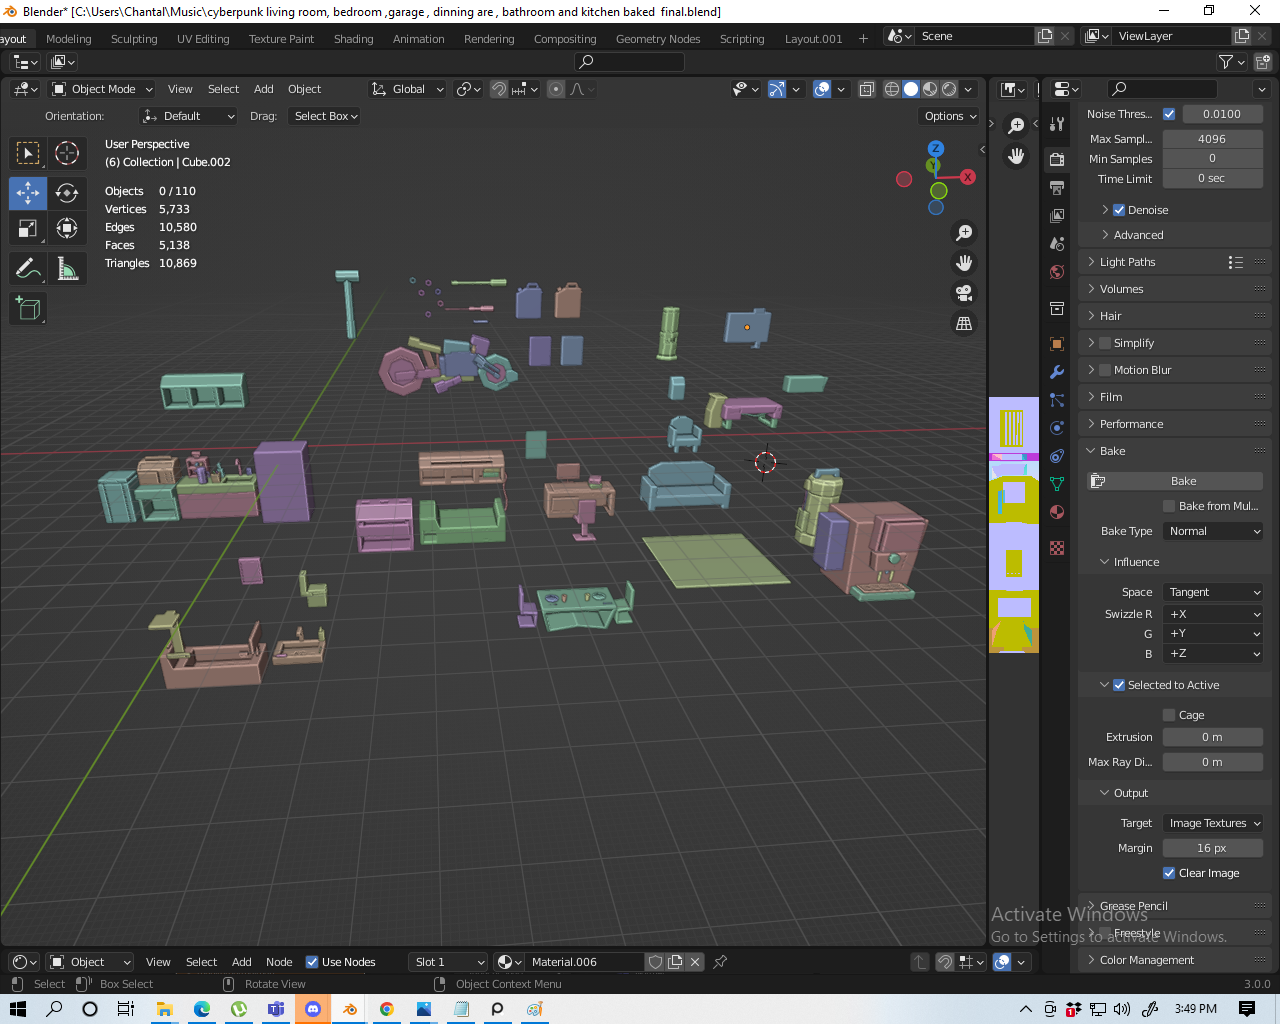 Blender* [C:\Users\Chantal\Music\cyberpunk living room, bedroom ,garage , dinning are , bathroom and kitchen baked  final.blend]
ayout Modeling Sculpting UV Editing Texture Paint Shading Animation Rendering Compositing Geometry Nodes Scripting Layout.001 + Scene ViewLayer
Object Mode View Select Add Object Global
Orientation: Default Drag: Select Box Options
User Perspective
(6) Collection | Cube.002
Objects 0 / 110
Vertices 5,733
Edges 10,580
Faces 5,138
Triangles 10,869
Z
Y
X
Noise Thres... 0.0100
Max Sampl... 4096
Min Samples 0
Time Limit 0 sec
Denoise
Advanced
Light Paths
Volumes
Hair
Simplify
Motion Blur
Film
Performance
Bake
Bake
Bake from Mul...
Bake Type Normal
Influence
Space Tangent
Swizzle R +X
G +Y
B +Z
Selected to Active
Cage
Extrusion 0 m
Max Ray Di... 0 m
Output
Target Image Textures
Margin 16 px
Clear Image
Grease Pencil
Freestyle
Color Management
Activate Windows
Go to Settings to activate Windows.
Object View Select Add Node Use Nodes Slot 1 Material.006
Select Box Select Rotate View Object Context Menu 3.0.0
3:49 PM